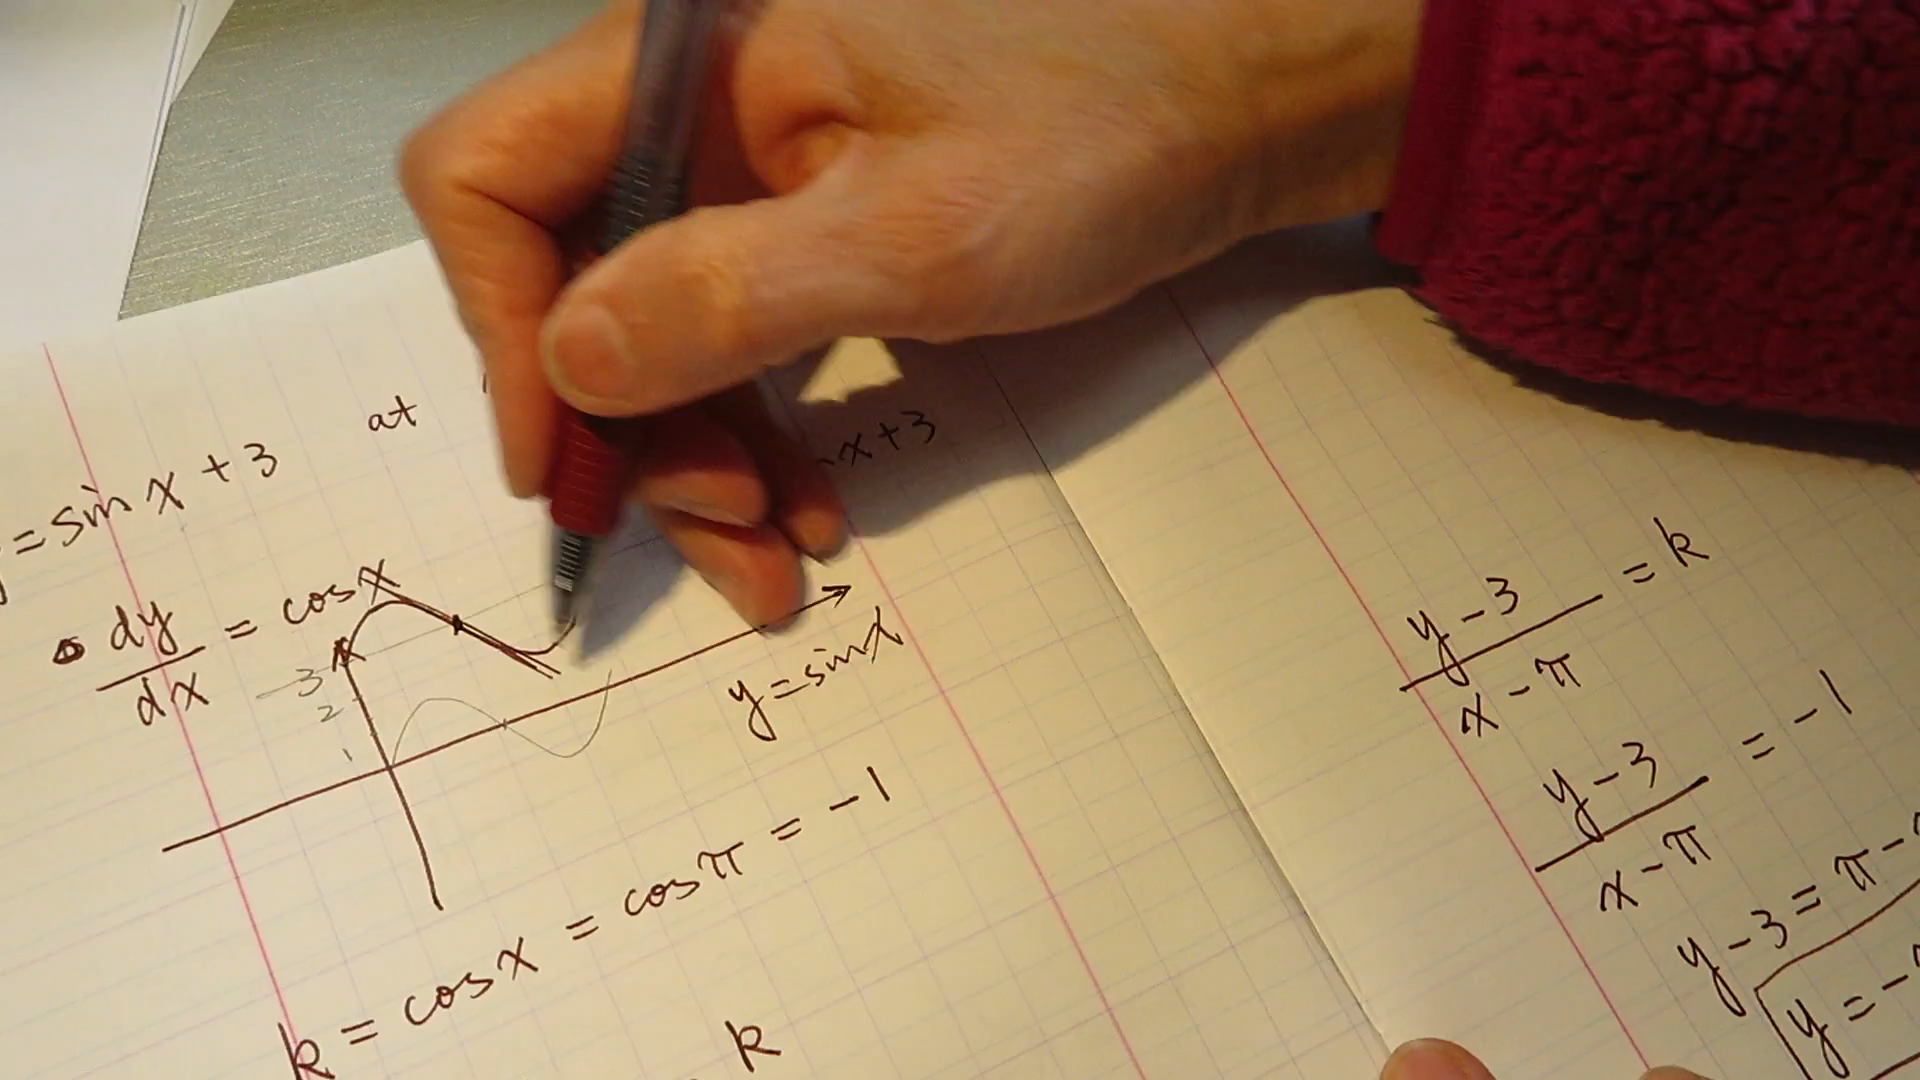 = sin x + 3 at
x + 3
dy/dx = cos x
3
2
1
y = sin x
k = cos x = cos π = -1
k
y - 3 / x - π = k
y - 3 / x - π = -1
y - 3 = π -
y = -